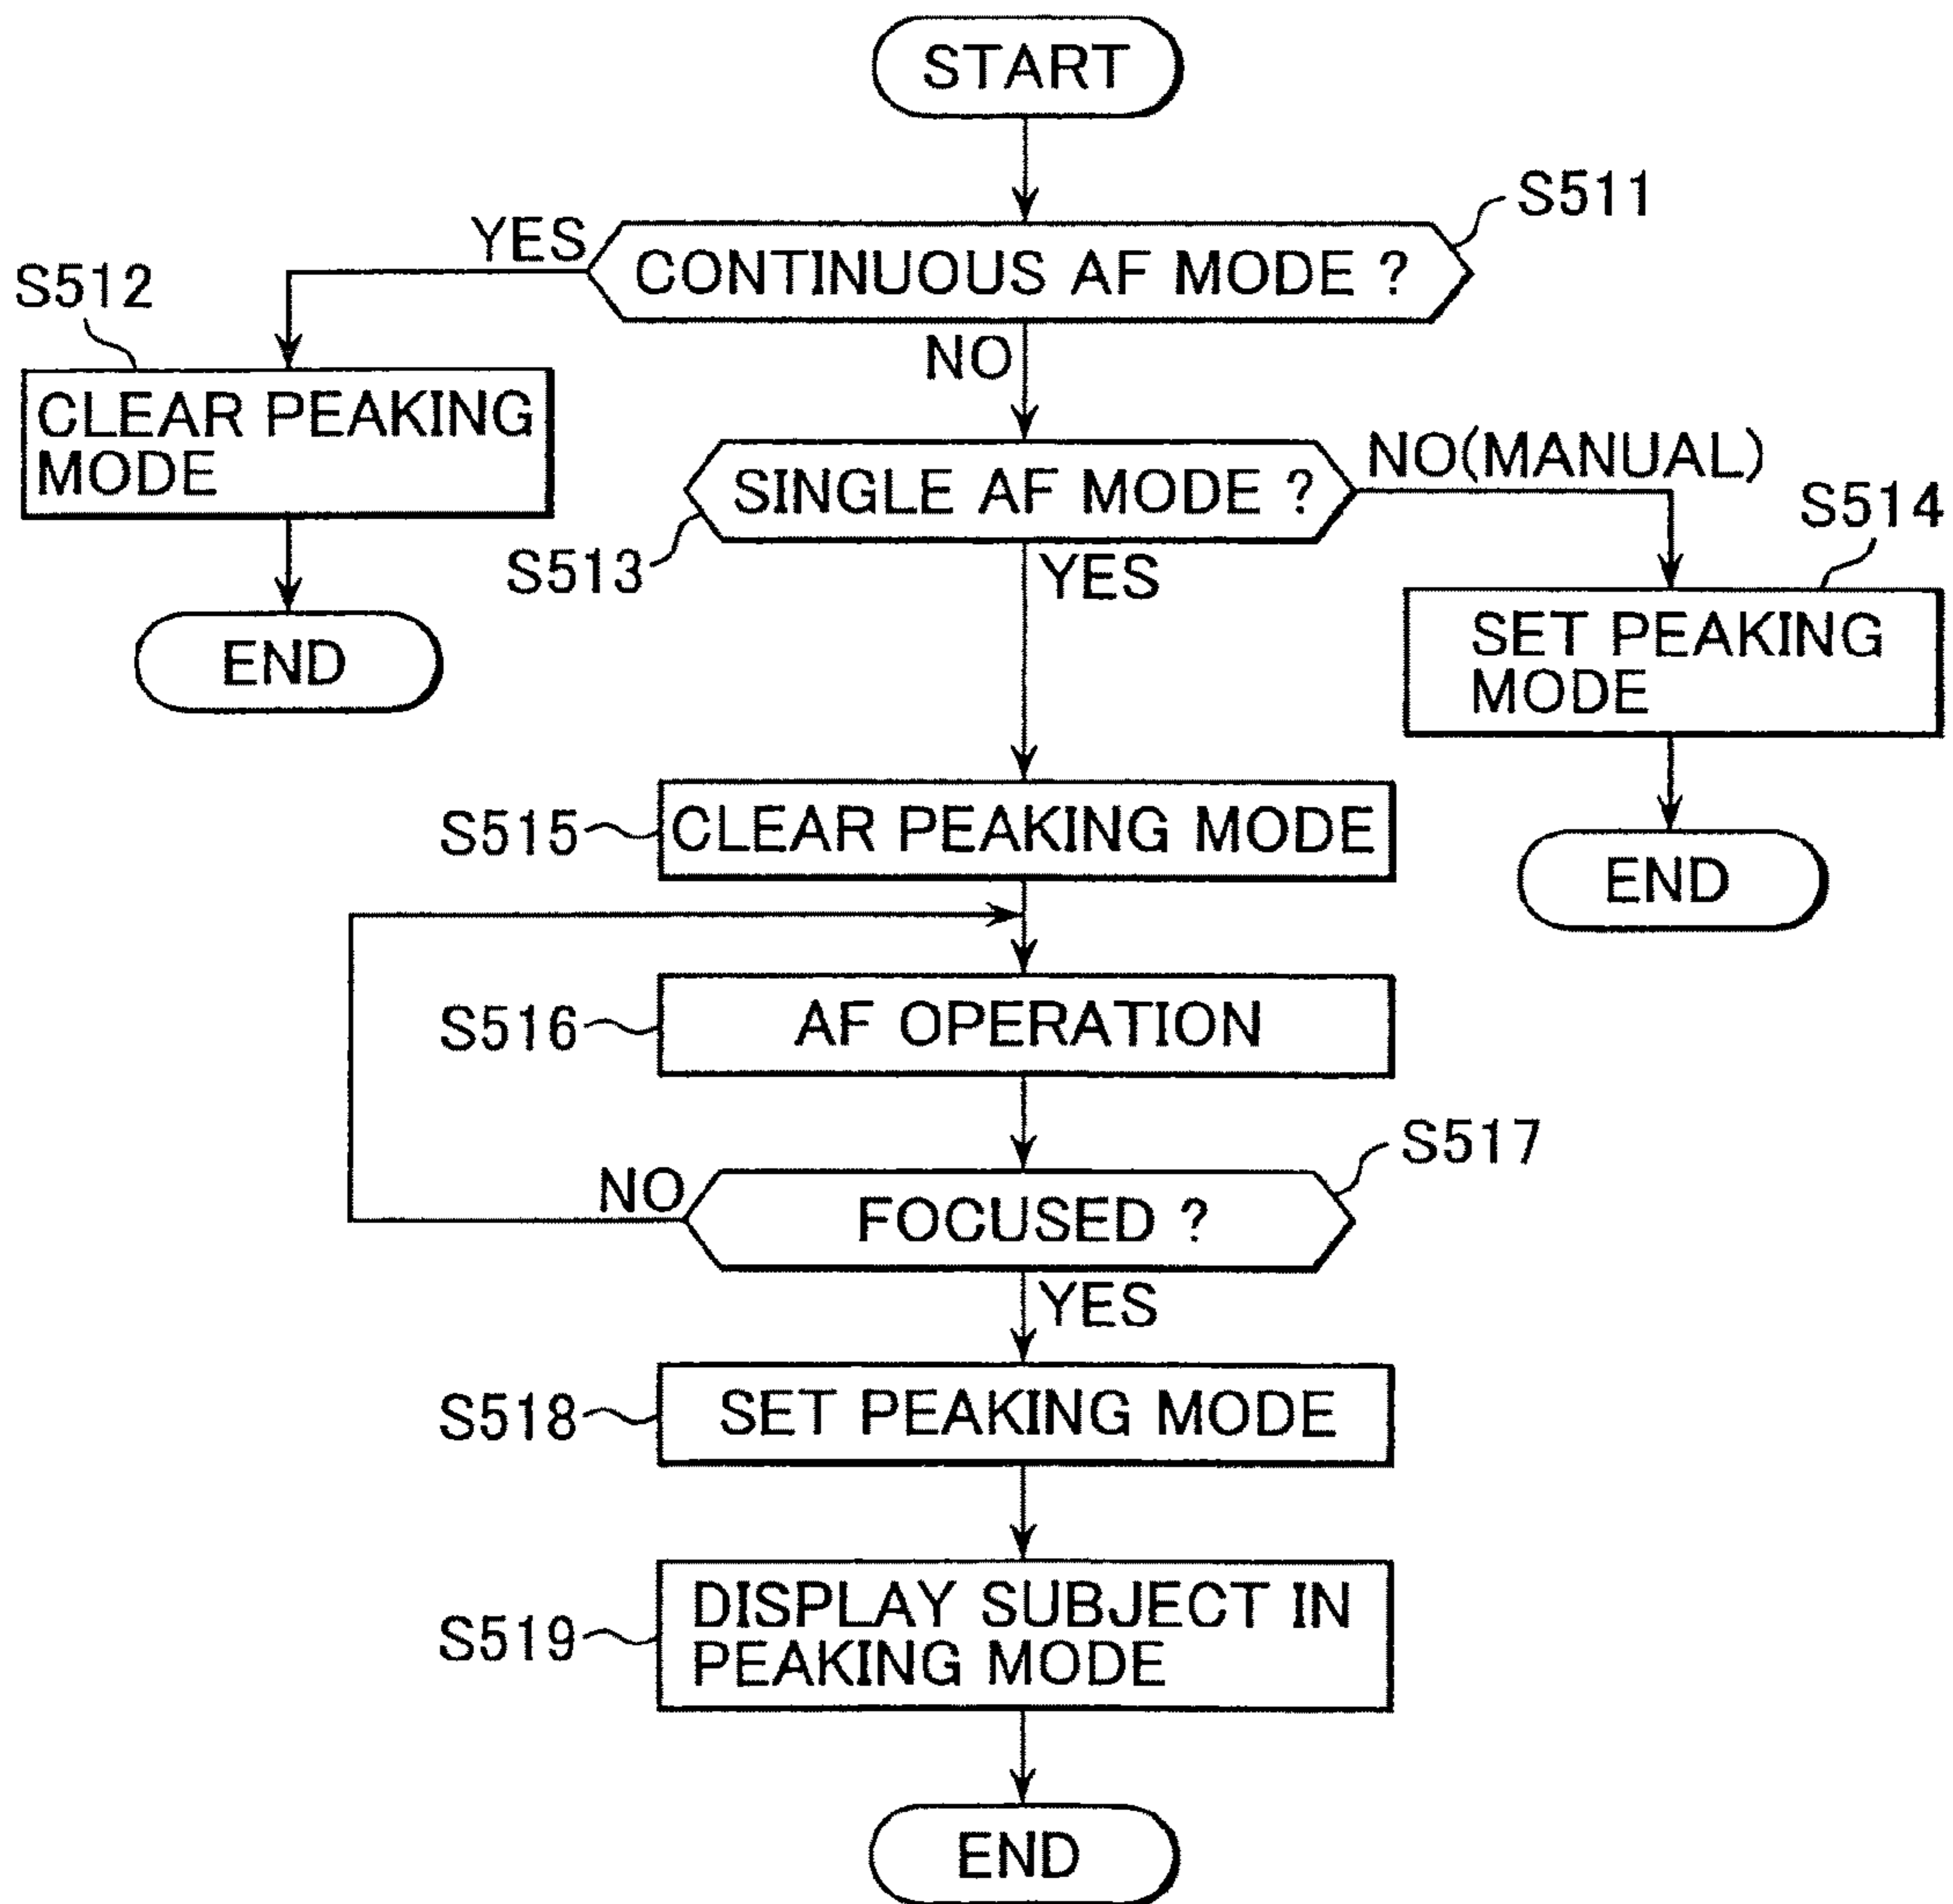 START
S511
YES
CONTINUOUS AF MODE ?
S512
NO
CLEAR PEAKING
MODE
NO(MANUAL)
SINGLE AF MODE ?
S514
S513
YES
END
SET PEAKING
MODE
S515
CLEAR PEAKING MODE
END
S516
AF OPERATION
S517
NO
FOCUSED ?
YES
S518
SET PEAKING MODE
S519
DISPLAY SUBJECT IN
PEAKING MODE
END